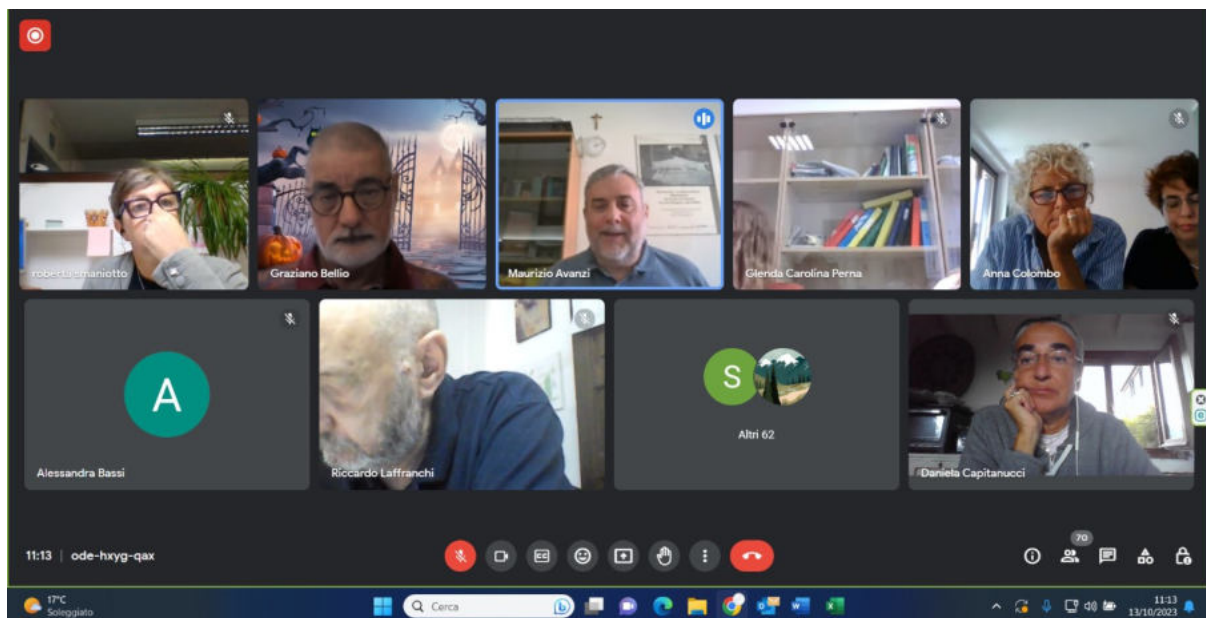 roberta smaniotto
Graziano Bellio
Maurizio Avanzi
Glenda Carolina Perna
Anna Colombo
A
Alessandra Bassi
Riccardo Laffranchi
S
Altri 62
Daniela Capitanucci
11:13 | ode-hxyg-qax
CC
70
17°C
Soleggiato
Cerca
11:13
13/10/2023